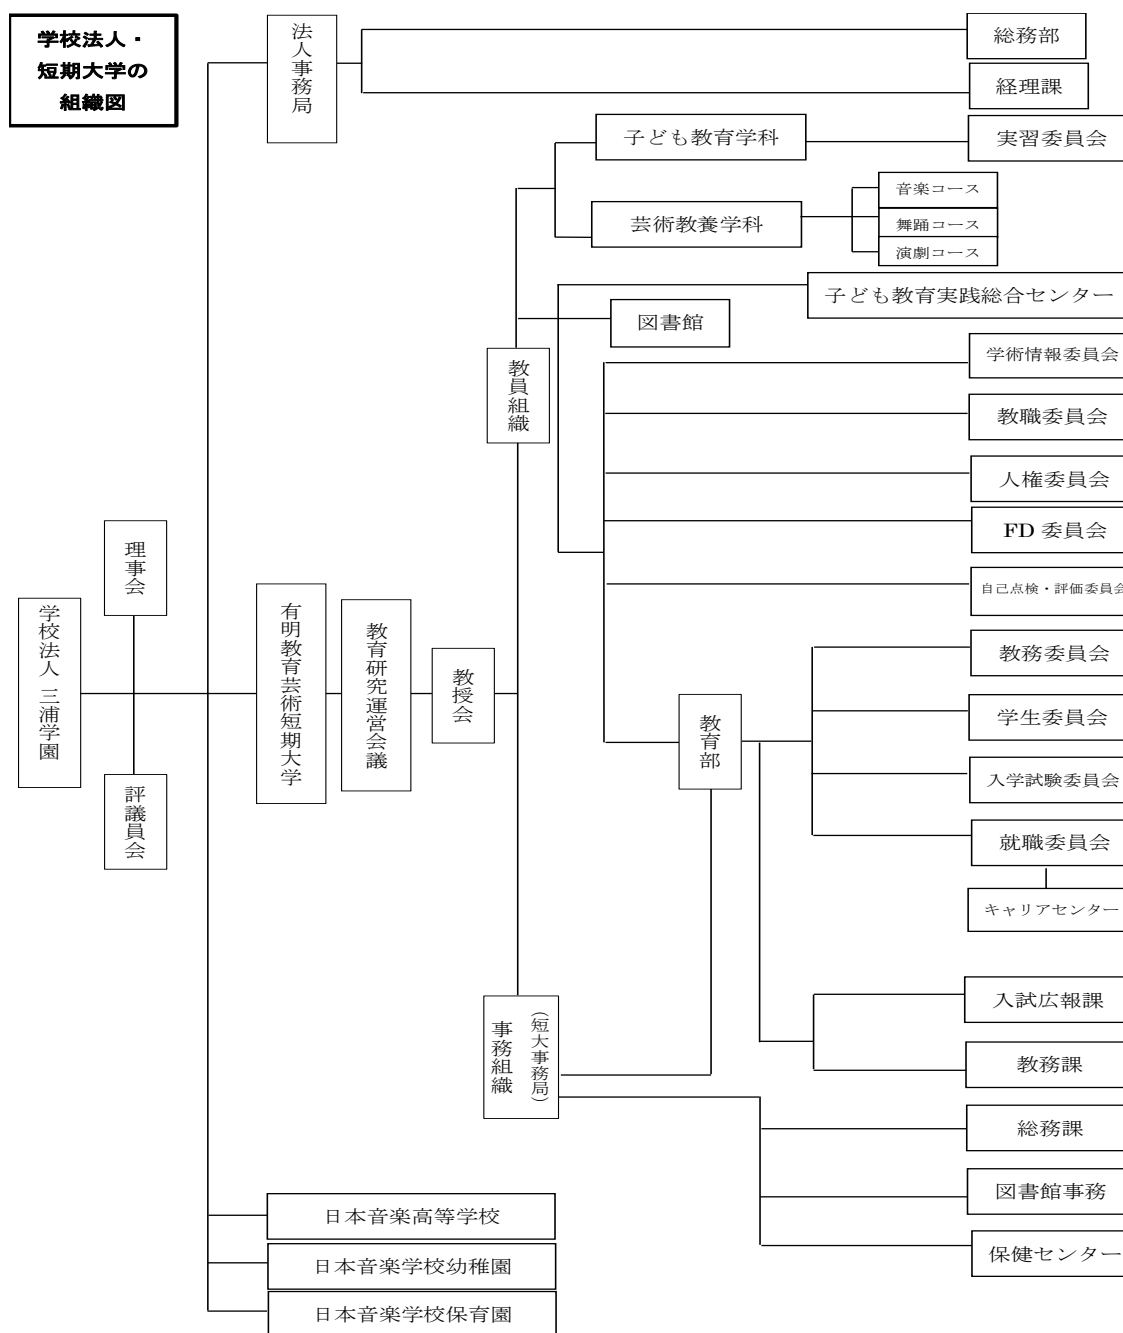 学校法人・
短期大学の
組織図
法人事務局
総務部
経理課
子ども教育学科
実習委員会
芸術教養学科
音楽コース
舞踊コース
演劇コース
子ども教育実践総合センター
図書館
教員組織
学術情報委員会
教職委員会
人権委員会
FD 委員会
自己点検・評価委員会
学校法人 三浦学園
理事会
評議員会
有明教育芸術短期大学
教育研究運営会議
教授会
教育部
教務委員会
学生委員会
入学試験委員会
就職委員会
キャリアセンター
事務組織
(短大事務局)
入試広報課
教務課
総務課
図書館事務
保健センター
日本音楽高等学校
日本音楽学校幼稚園
日本音楽学校保育園